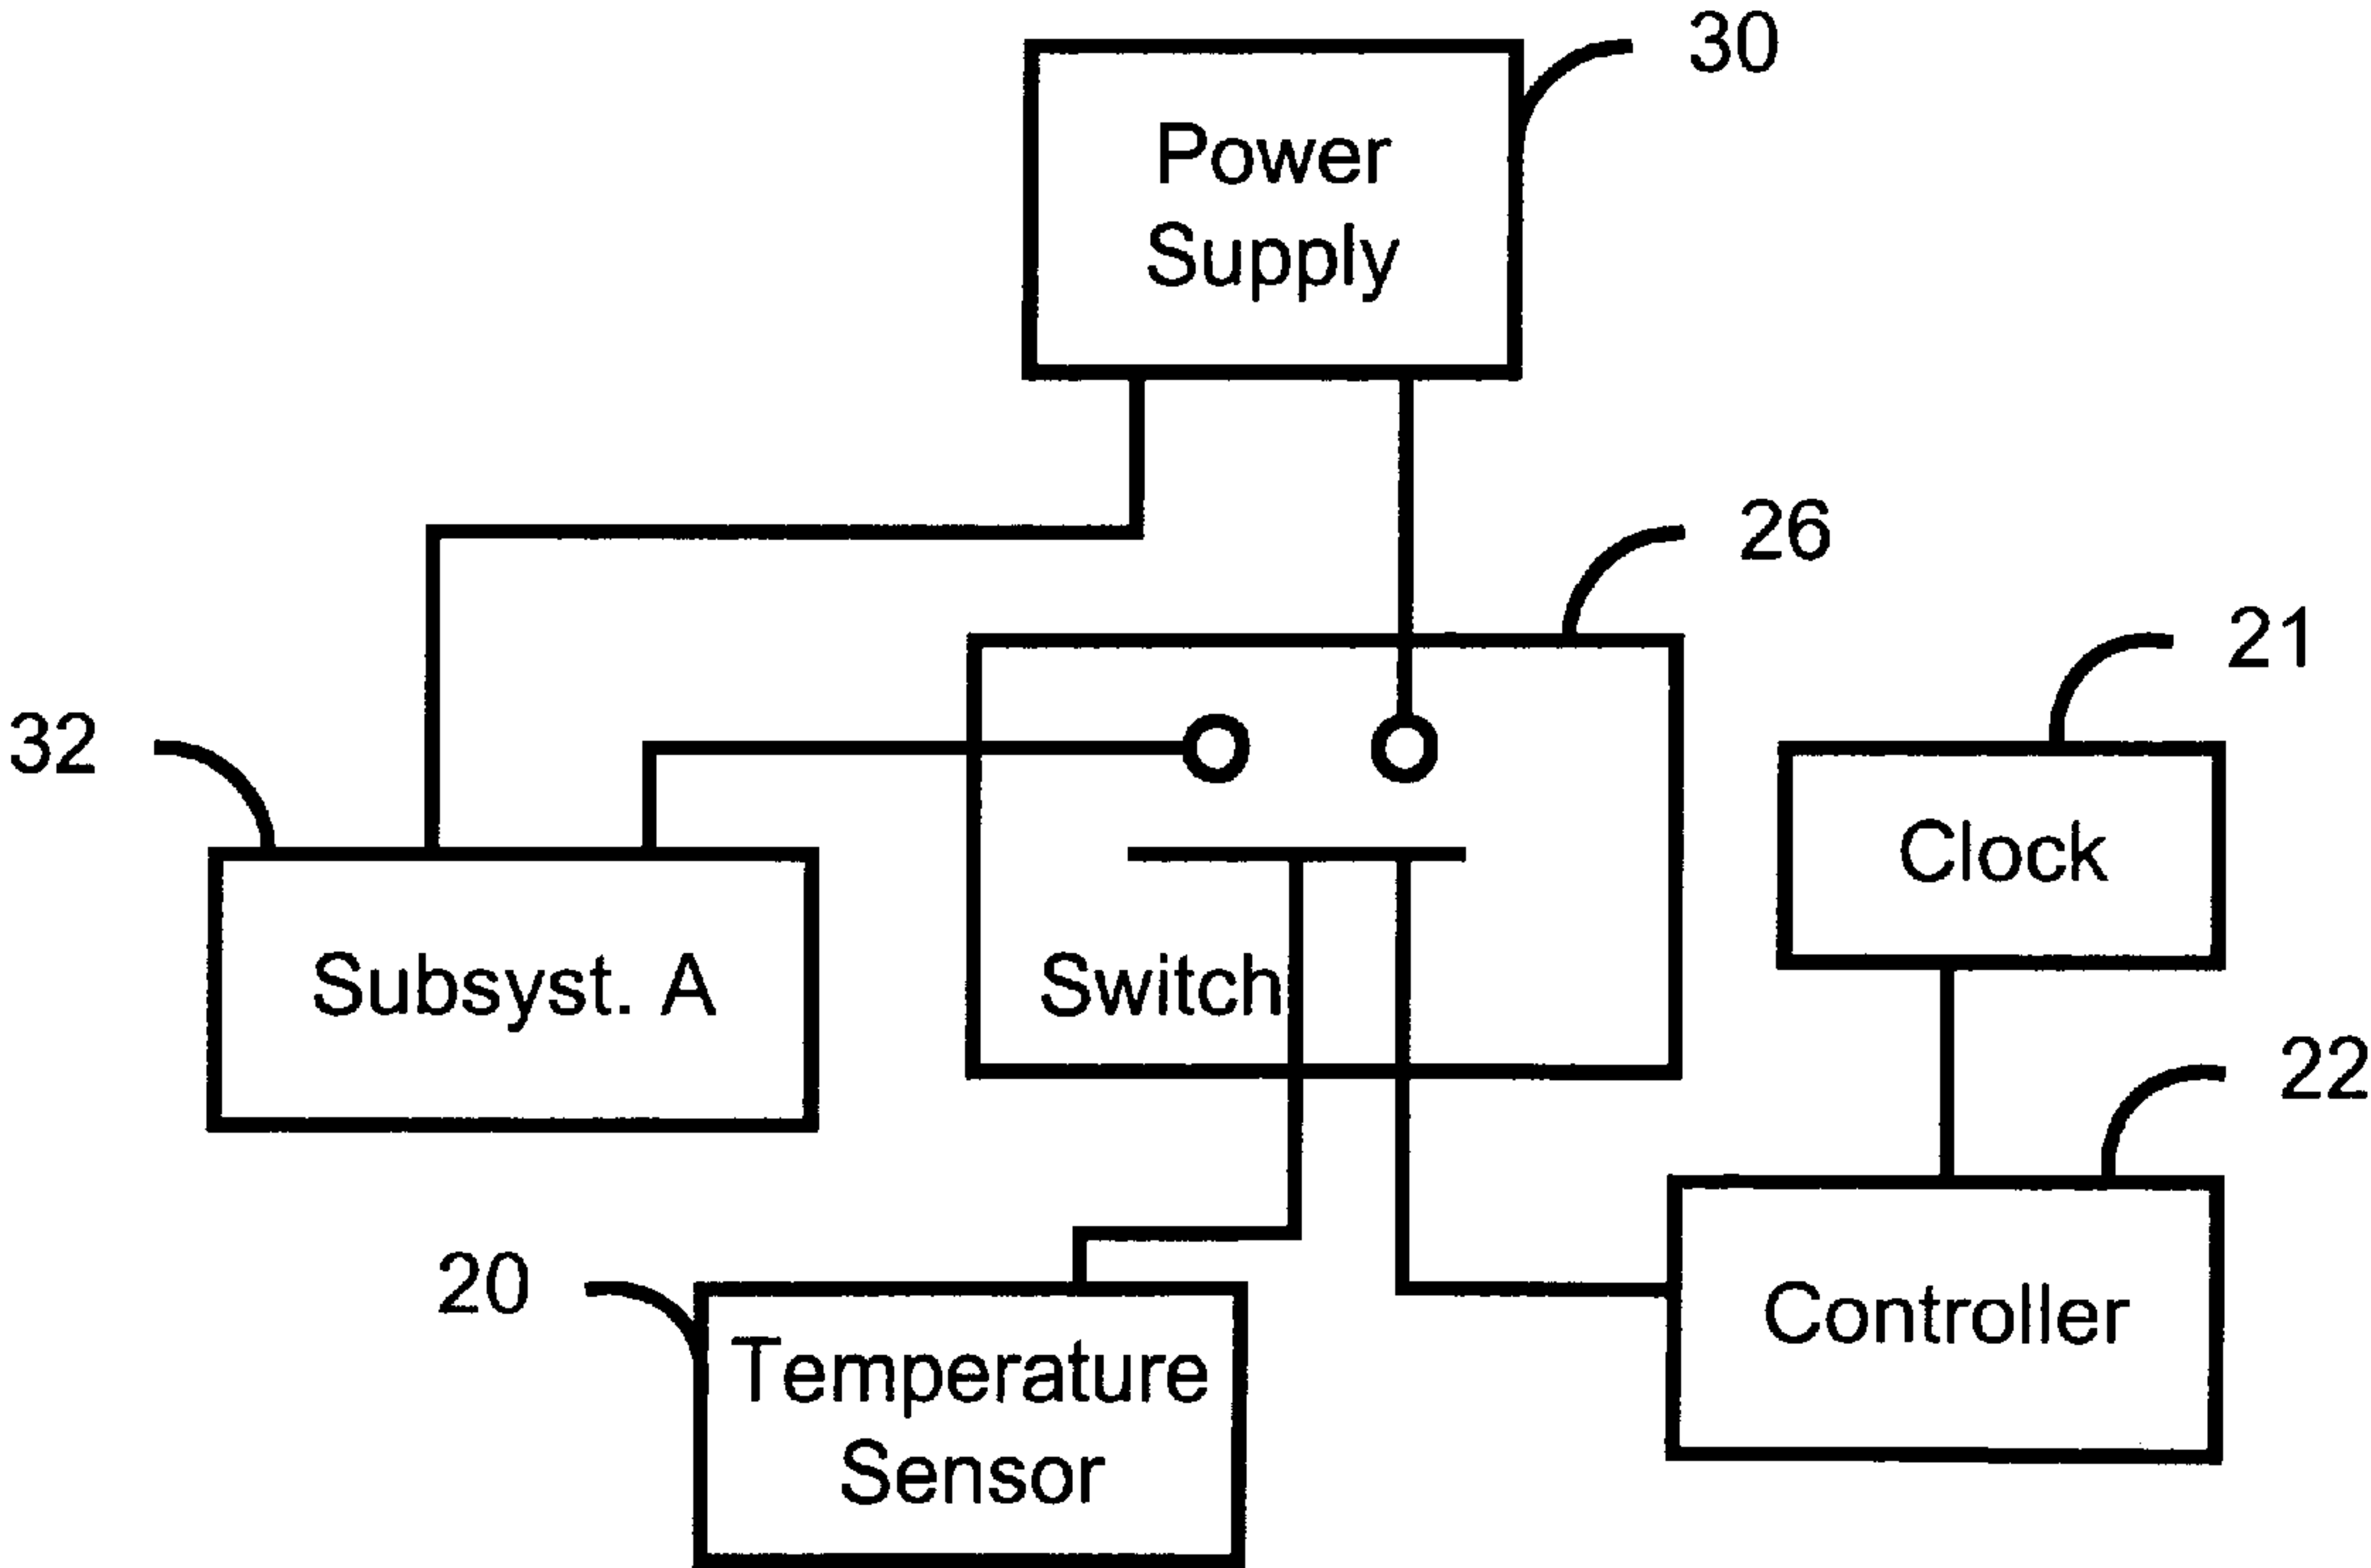 30
Power
Supply
26
21
32
Clock
Subsyst. A
Switch
22
20
Controller
Temperature
Sensor